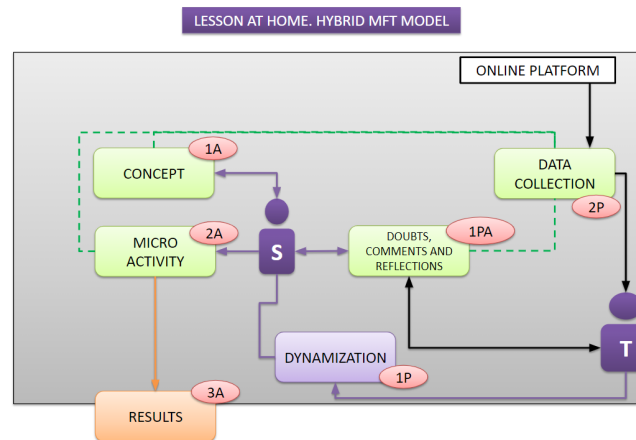 LESSON AT HOME. HYBRID MFT MODEL
ONLINE PLATFORM
1A
CONCEPT
DATA
COLLECTION
2P
2A
MICRO
ACTIVITY
S
1PA
DOUBTS,
COMMENTS AND
REFLECTIONS
T
DYNAMIZATION
1P
3A
RESULTS